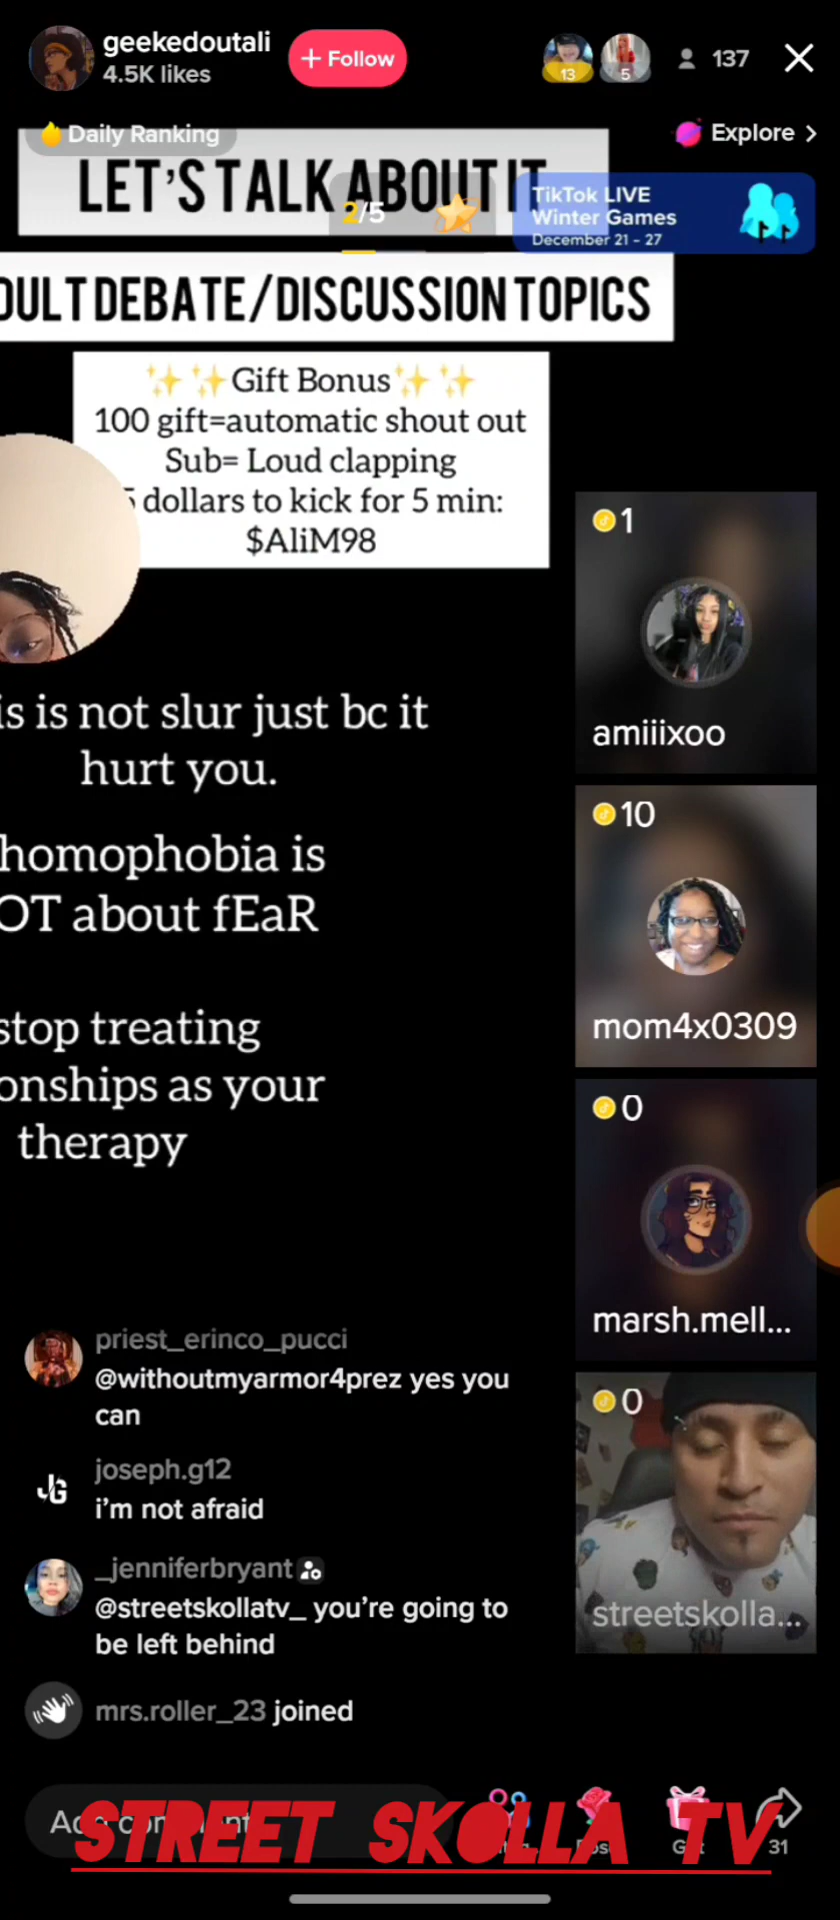 geekedoutali
4.5K likes
+ Follow
13
5
137
Daily Ranking
Explore >
LET'S TALK ABOUT IT
2/5
TikTok LIVE
Winter Games
December 21 - 27
DULT DEBATE/DISCUSSION TOPICS
✨ ✨Gift Bonus✨ ✨
100 gift=automatic shout out
Sub= Loud clapping
5 dollars to kick for 5 min:
$AliM98
1
amiiixoo
is is not slur just bc it
hurt you.
10
mom4x0309
homophobia is
OT about fEaR
stop treating
onships as your
therapy
0
marsh.mell...
0
streetskolla...
priest_erinco_pucci
@withoutmyarmor4prez yes you
can
joseph.g12
i'm not afraid
_jenniferbryant
@streetskollatv_ you're going to
be left behind
mrs.roller_23 joined
STREET SKOLLA TV
31